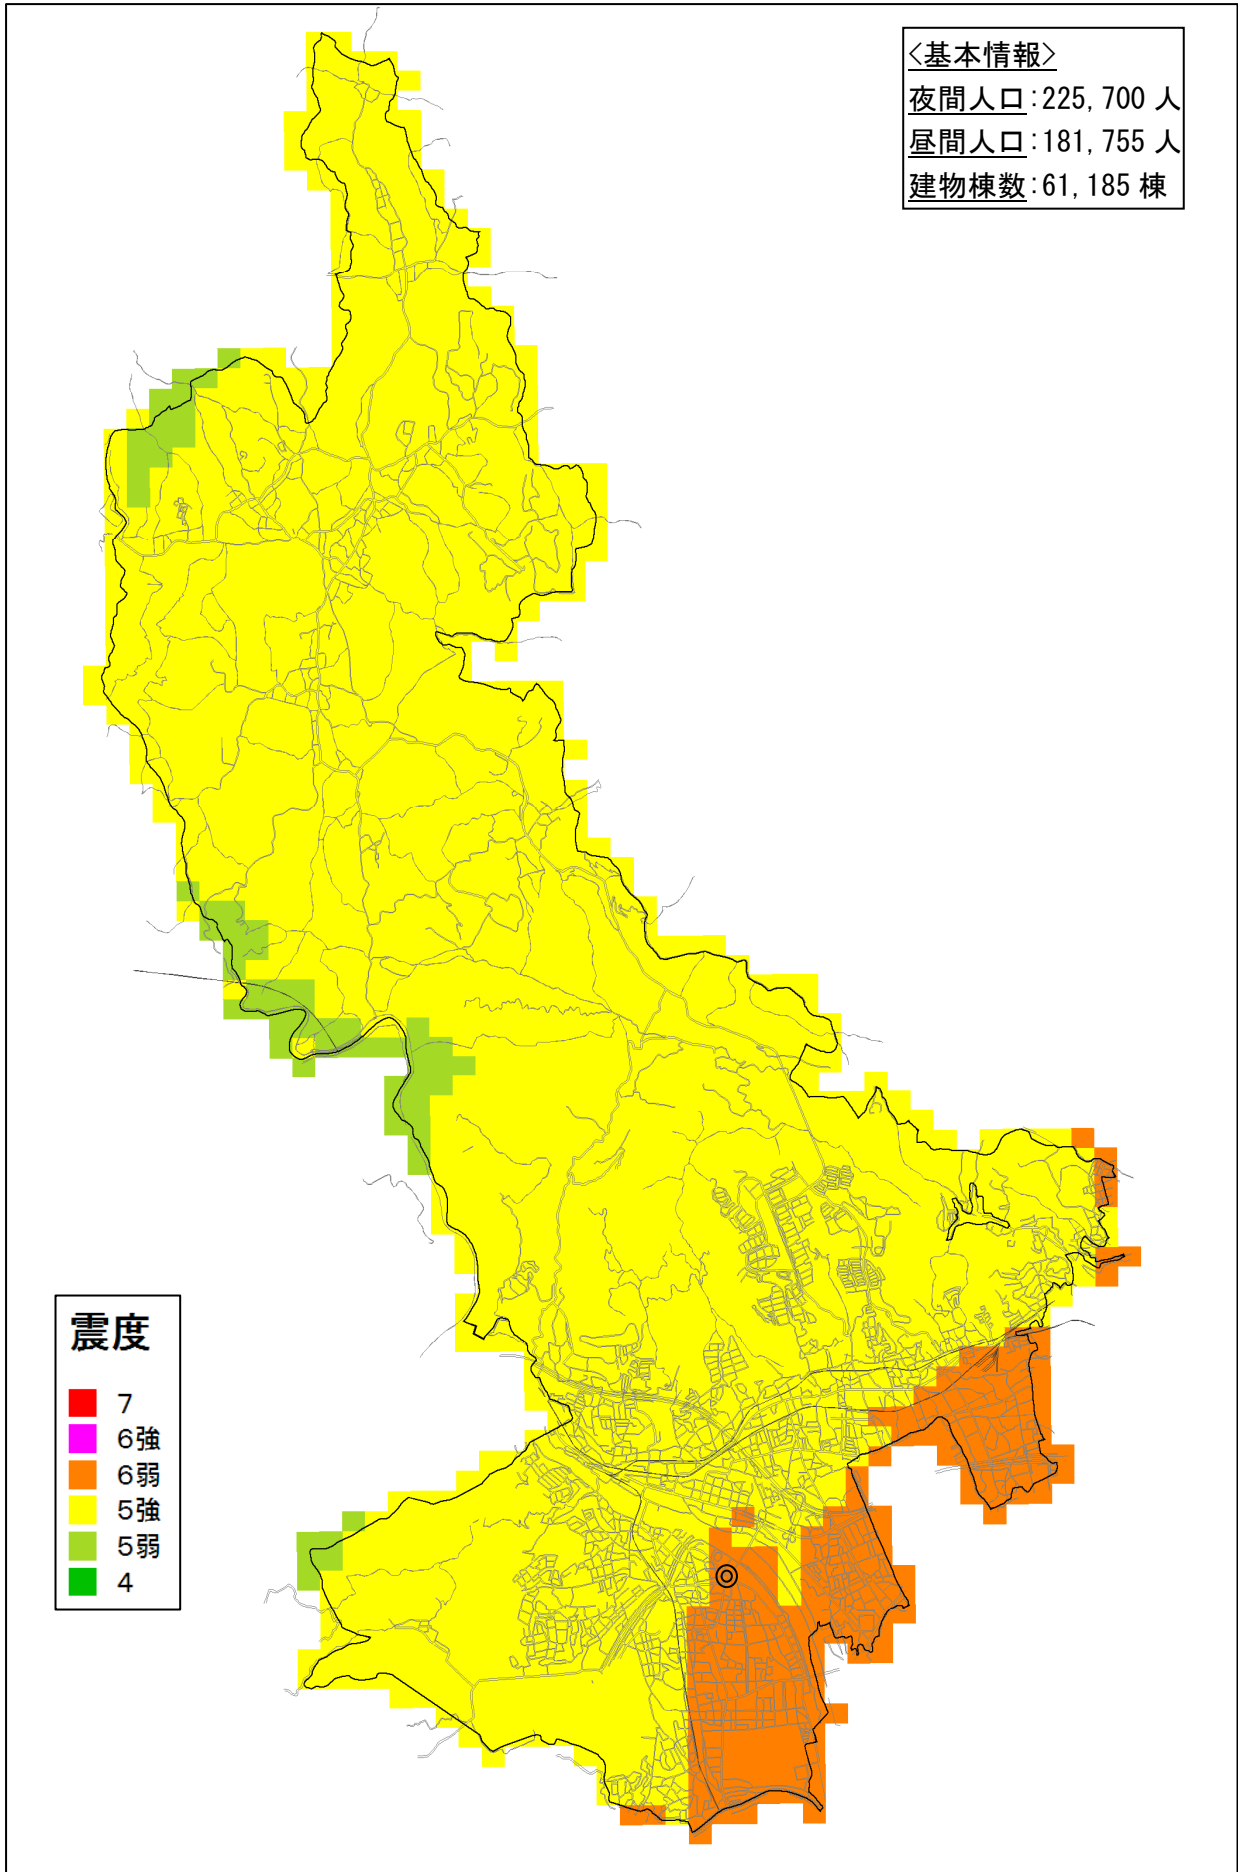 <基本情報>
夜間人口:225,700 人
昼間人口:181,755 人
建物棟数:61,185 棟
震度
7
6強
6弱
5強
5弱
4